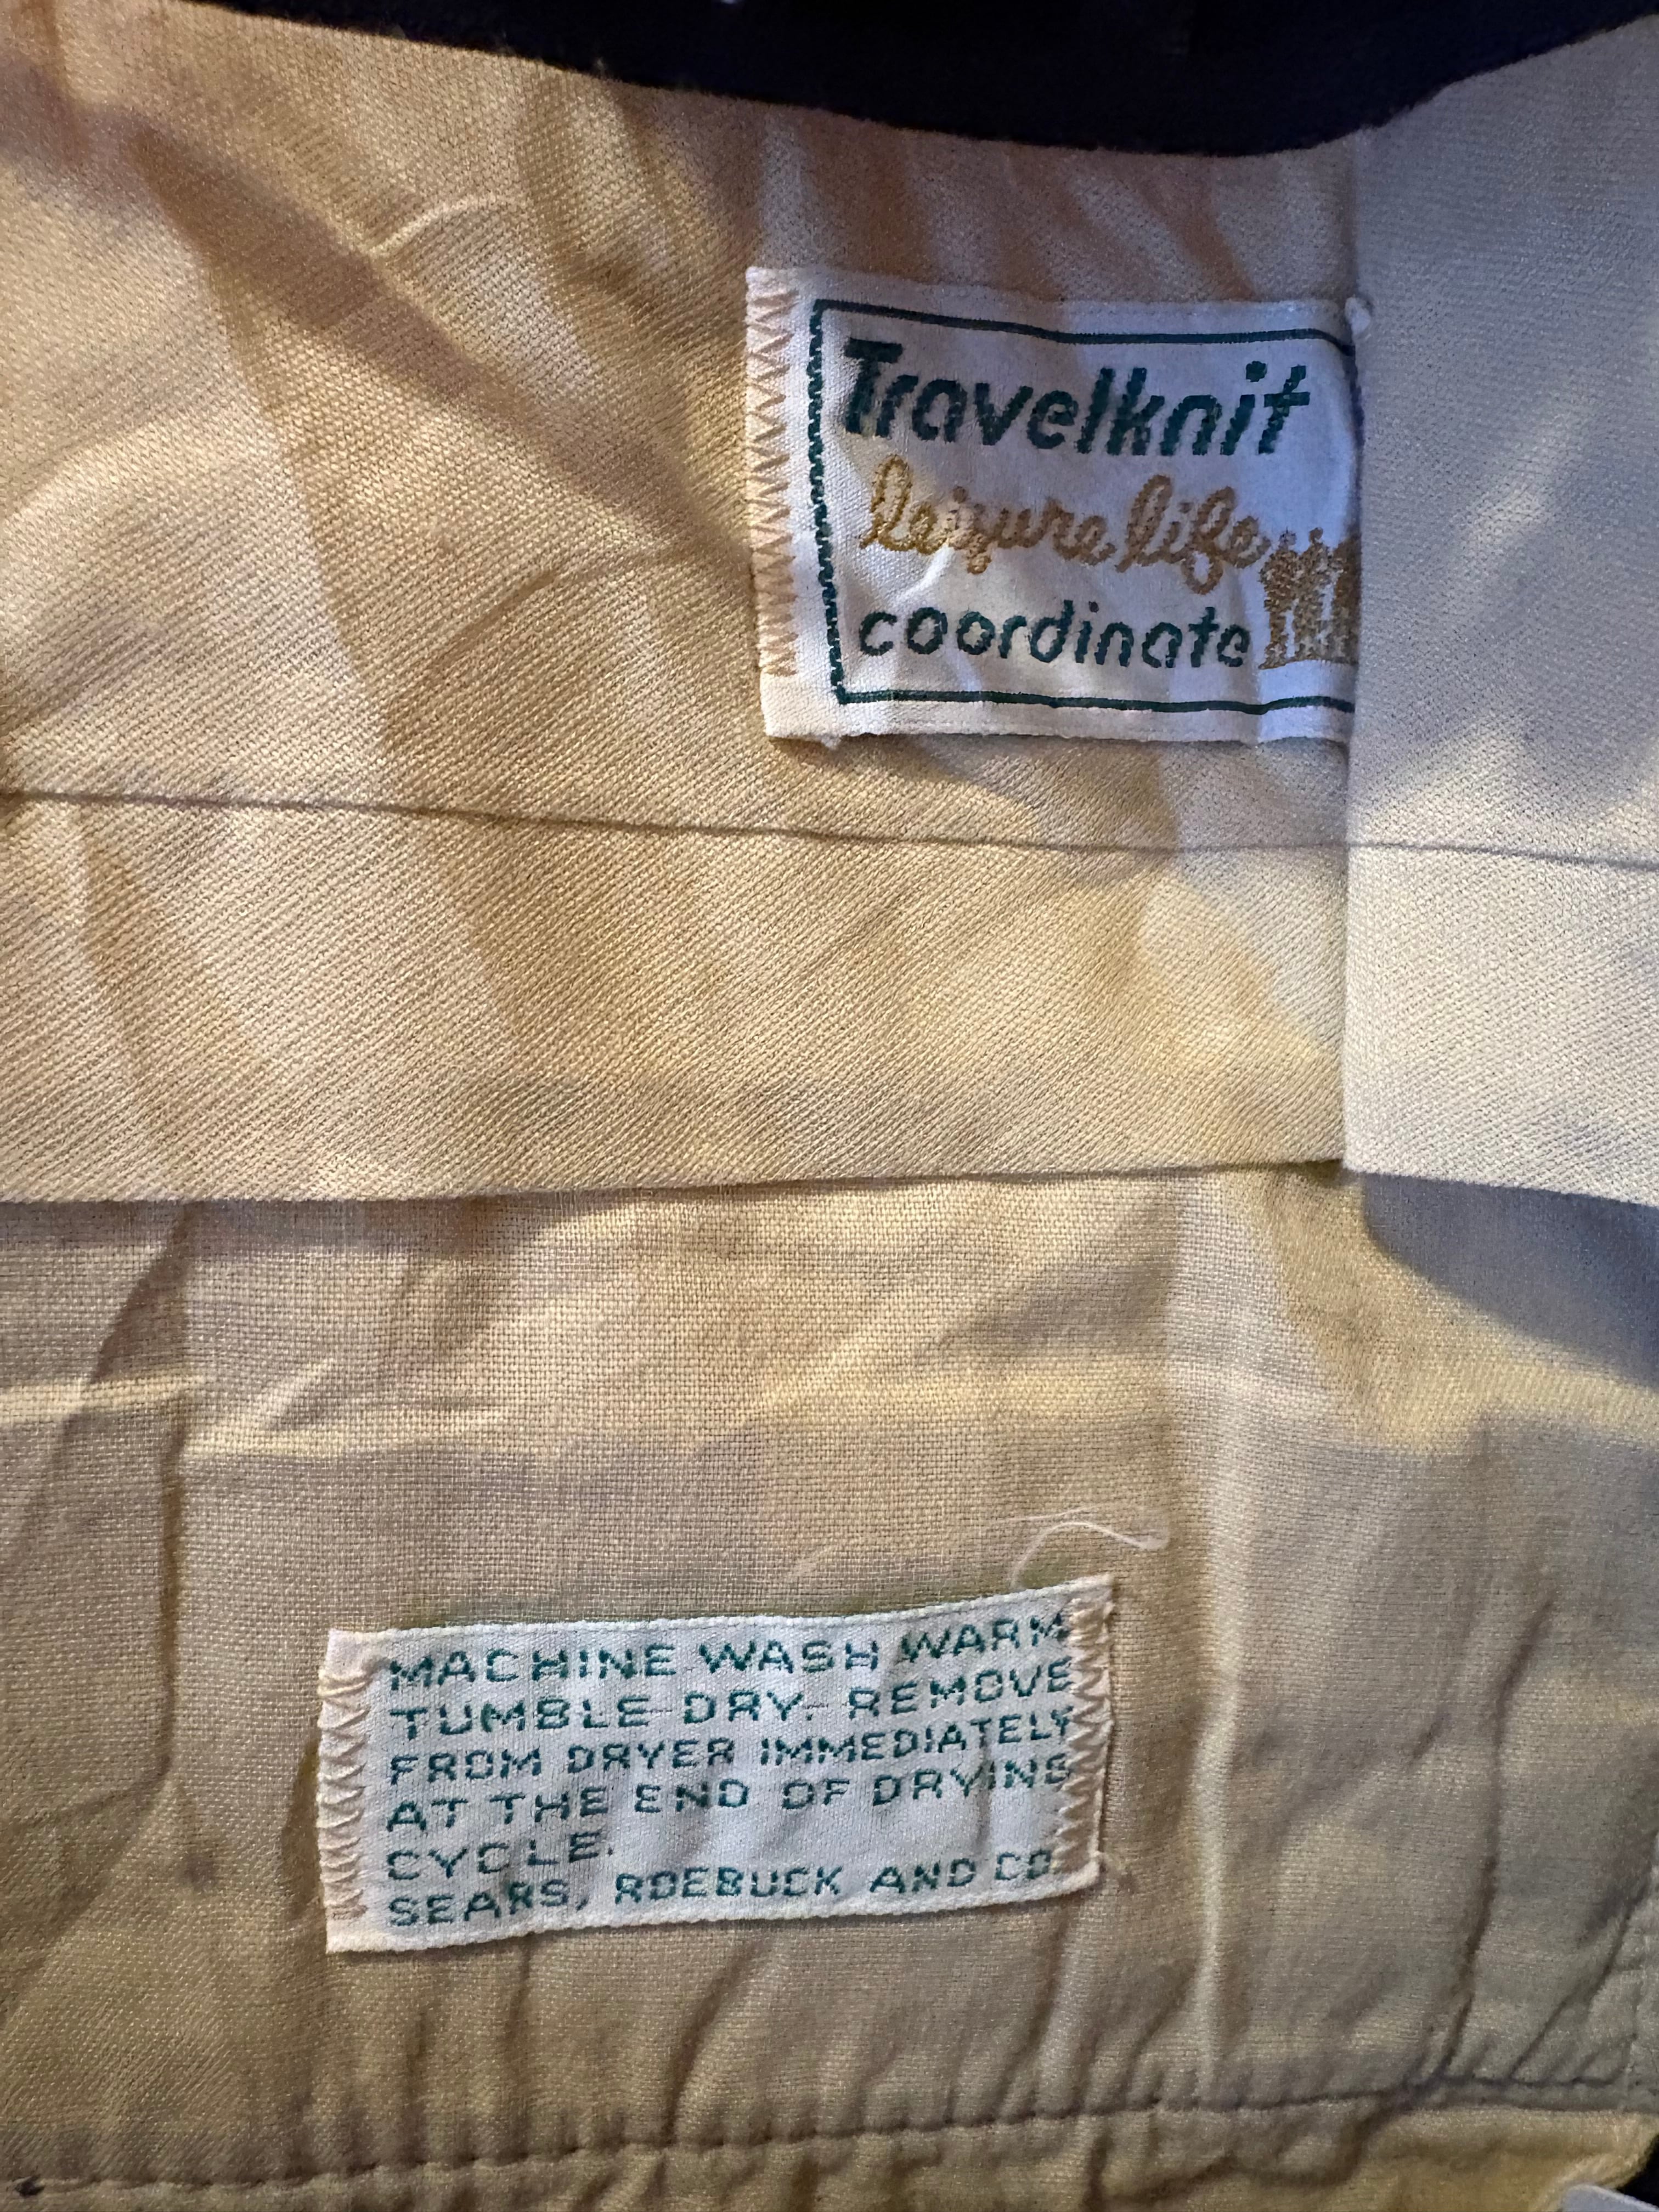 Travelknit
leisure life
coordinate
MACHINE WASH WARM
TUMBLE DRY. REMOVE
FROM DRYER IMMEDIATELY
AT THE END OF DRYING
CYCLE.
SEARS, ROEBUCK AND CO.